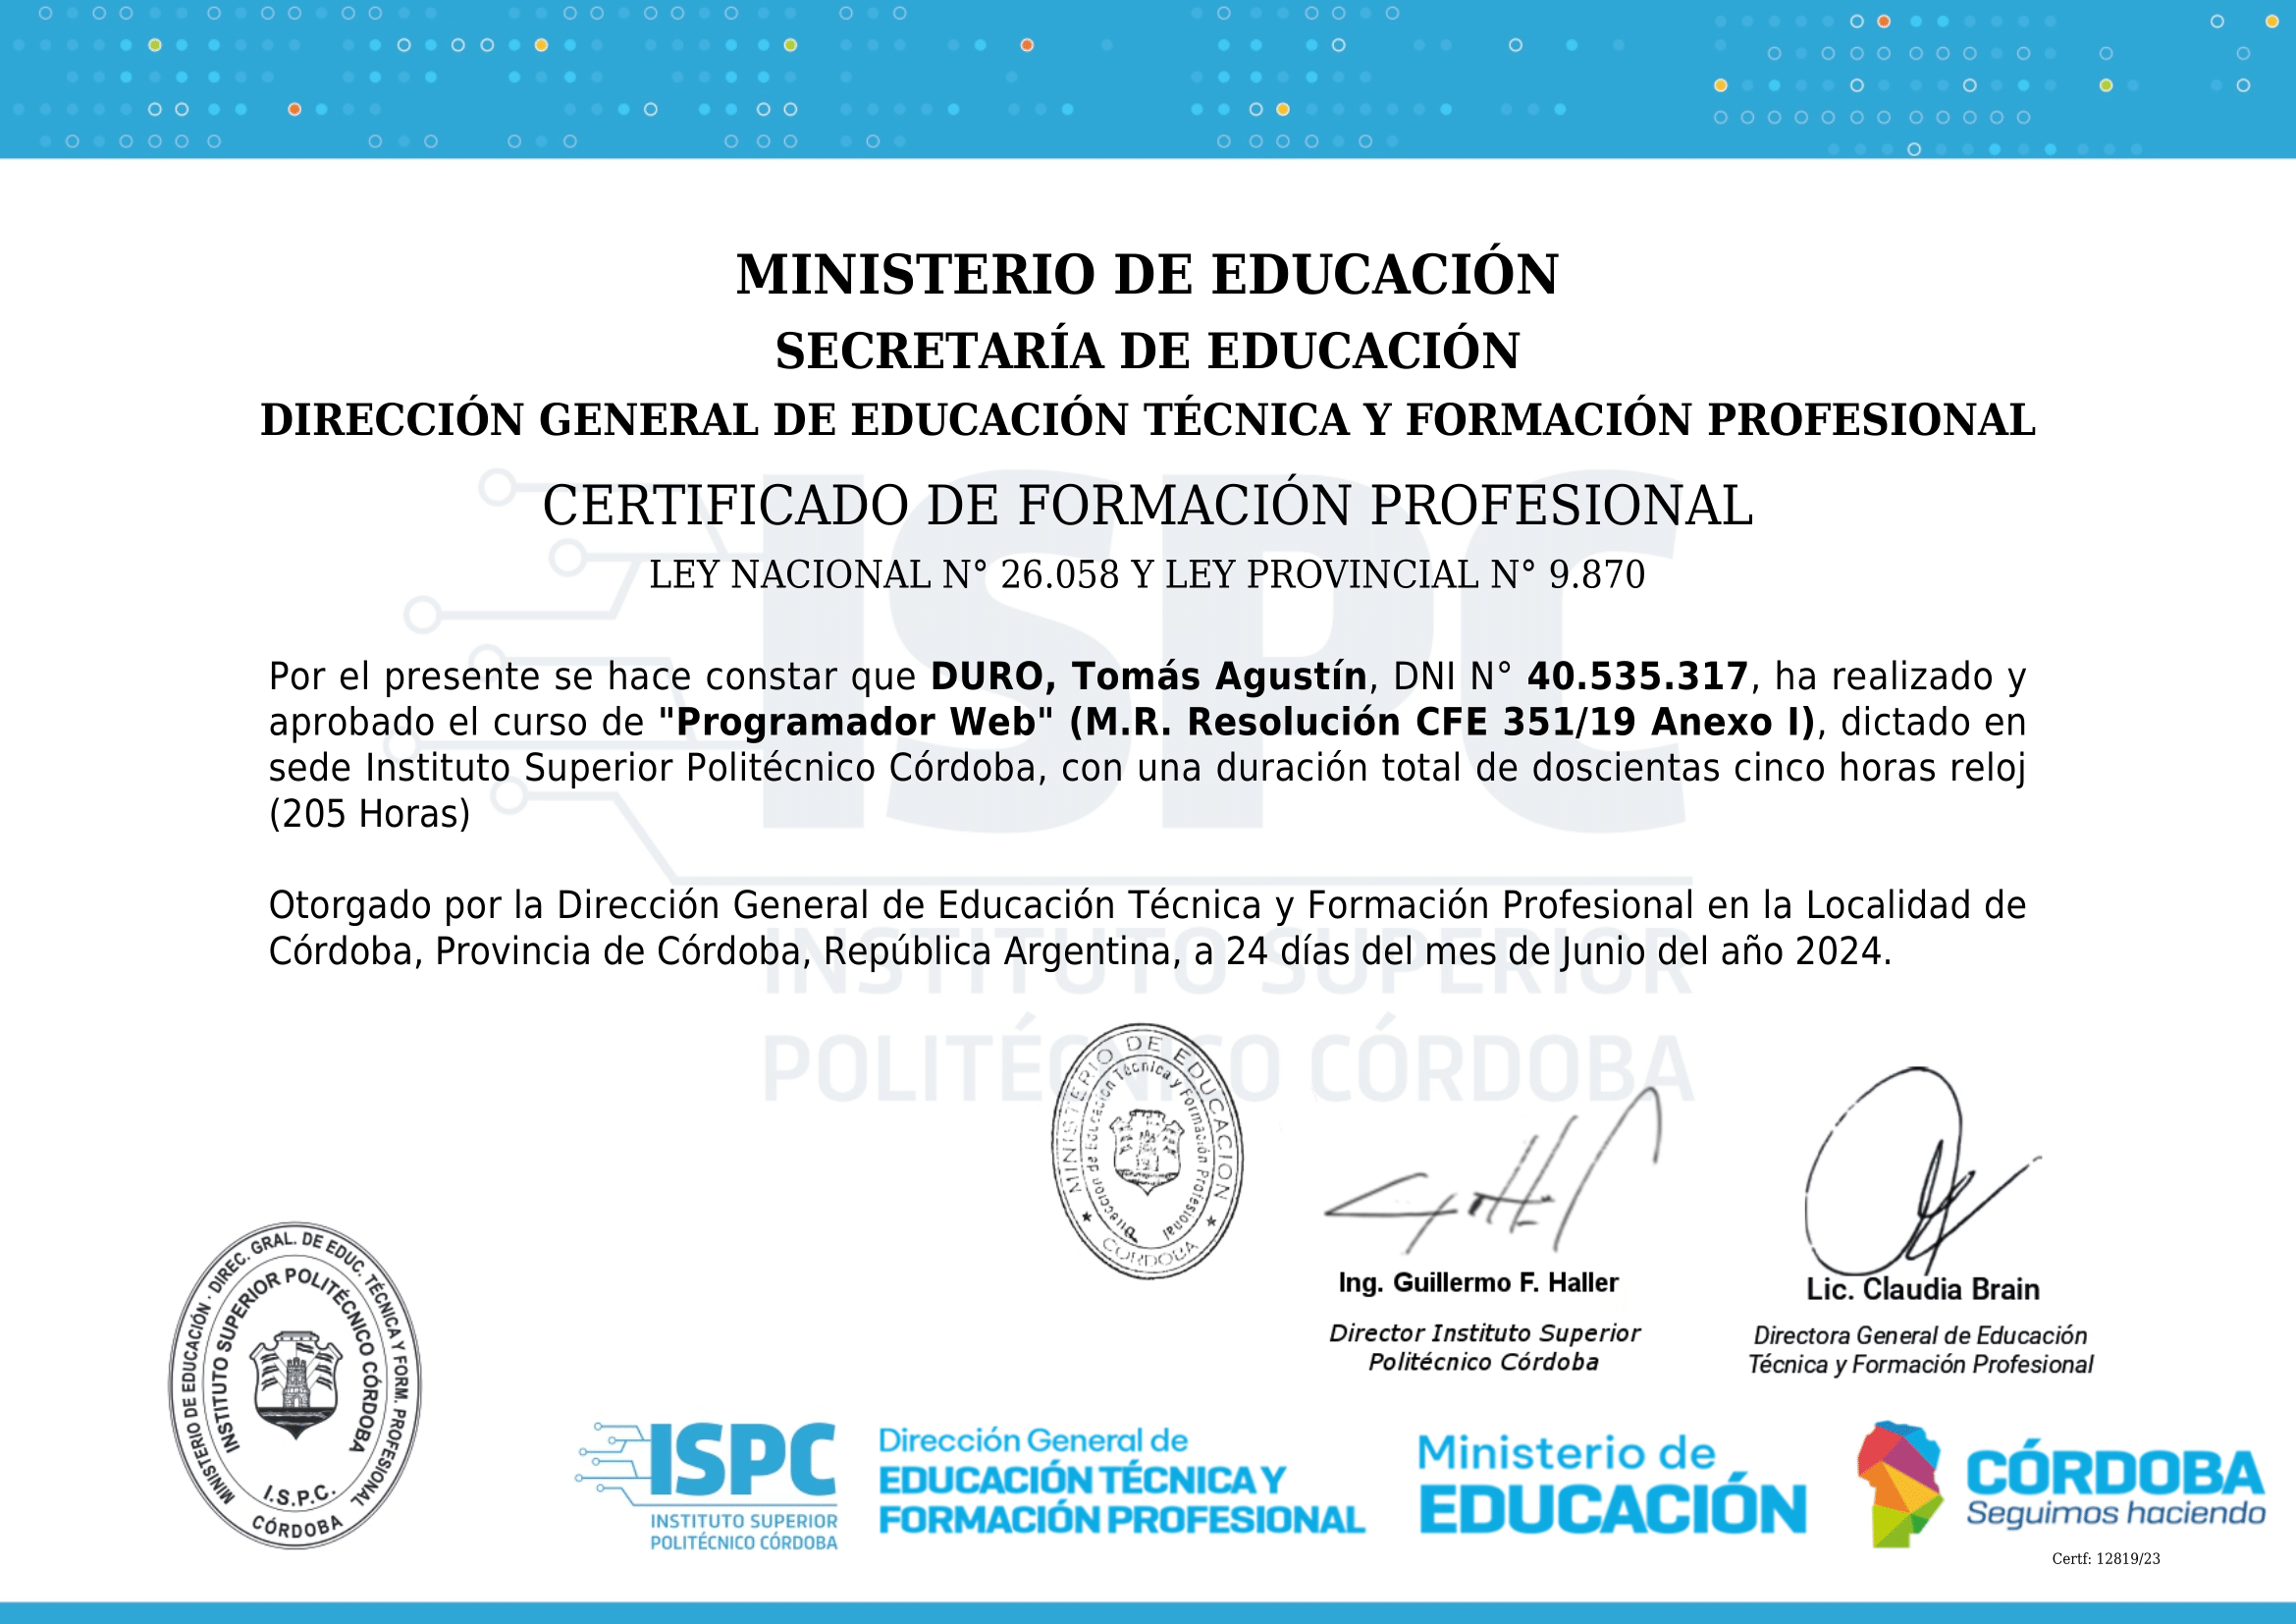 MINISTERIO DE EDUCACIÓN
SECRETARÍA DE EDUCACIÓN
DIRECCIÓN GENERAL DE EDUCACIÓN TÉCNICA Y FORMACIÓN PROFESIONAL
CERTIFICADO DE FORMACIÓN PROFESIONAL
LEY NACIONAL N° 26.058 Y LEY PROVINCIAL N° 9.870
ISPC
Por el presente se hace constar que DURO, Tomás Agustín, DNI N° 40.535.317, ha realizado y
aprobado el curso de "Programador Web" (M.R. Resolución CFE 351/19 Anexo I), dictado en
sede Instituto Superior Politécnico Córdoba, con una duración total de doscientas cinco horas reloj
(205 Horas)
Otorgado por la Dirección General de Educación Técnica y Formación Profesional en la Localidad de
Córdoba, Provincia de Córdoba, República Argentina, a 24 días del mes de Junio del año 2024.
INSTITUTO SUPERIOR
POLITÉCNICO CÓRDOBA
MINISTERIO DE EDUCACION
Dirección de Educación Técnica y Formación Profesional
CORDOBA
Ing. Guillermo F. Haller
Director Instituto Superior
Politécnico Córdoba
Lic. Claudia Brain
Directora General de Educación
Técnica y Formación Profesional
MINISTERIO DE EDUCACIÓN · DIREC. GRAL. DE EDUC. TÉCNICA Y FORM. PROFESIONAL
INSTITUTO SUPERIOR POLITÉCNICO CÓRDOBA
I.S.P.C.
CÓRDOBA
ISPC
INSTITUTO SUPERIOR
POLITÉCNICO CÓRDOBA
Dirección General de
EDUCACIÓN TÉCNICA Y
FORMACIÓN PROFESIONAL
Ministerio de
EDUCACIÓN
CÓRDOBA
Seguimos haciendo
Certf: 12819/23